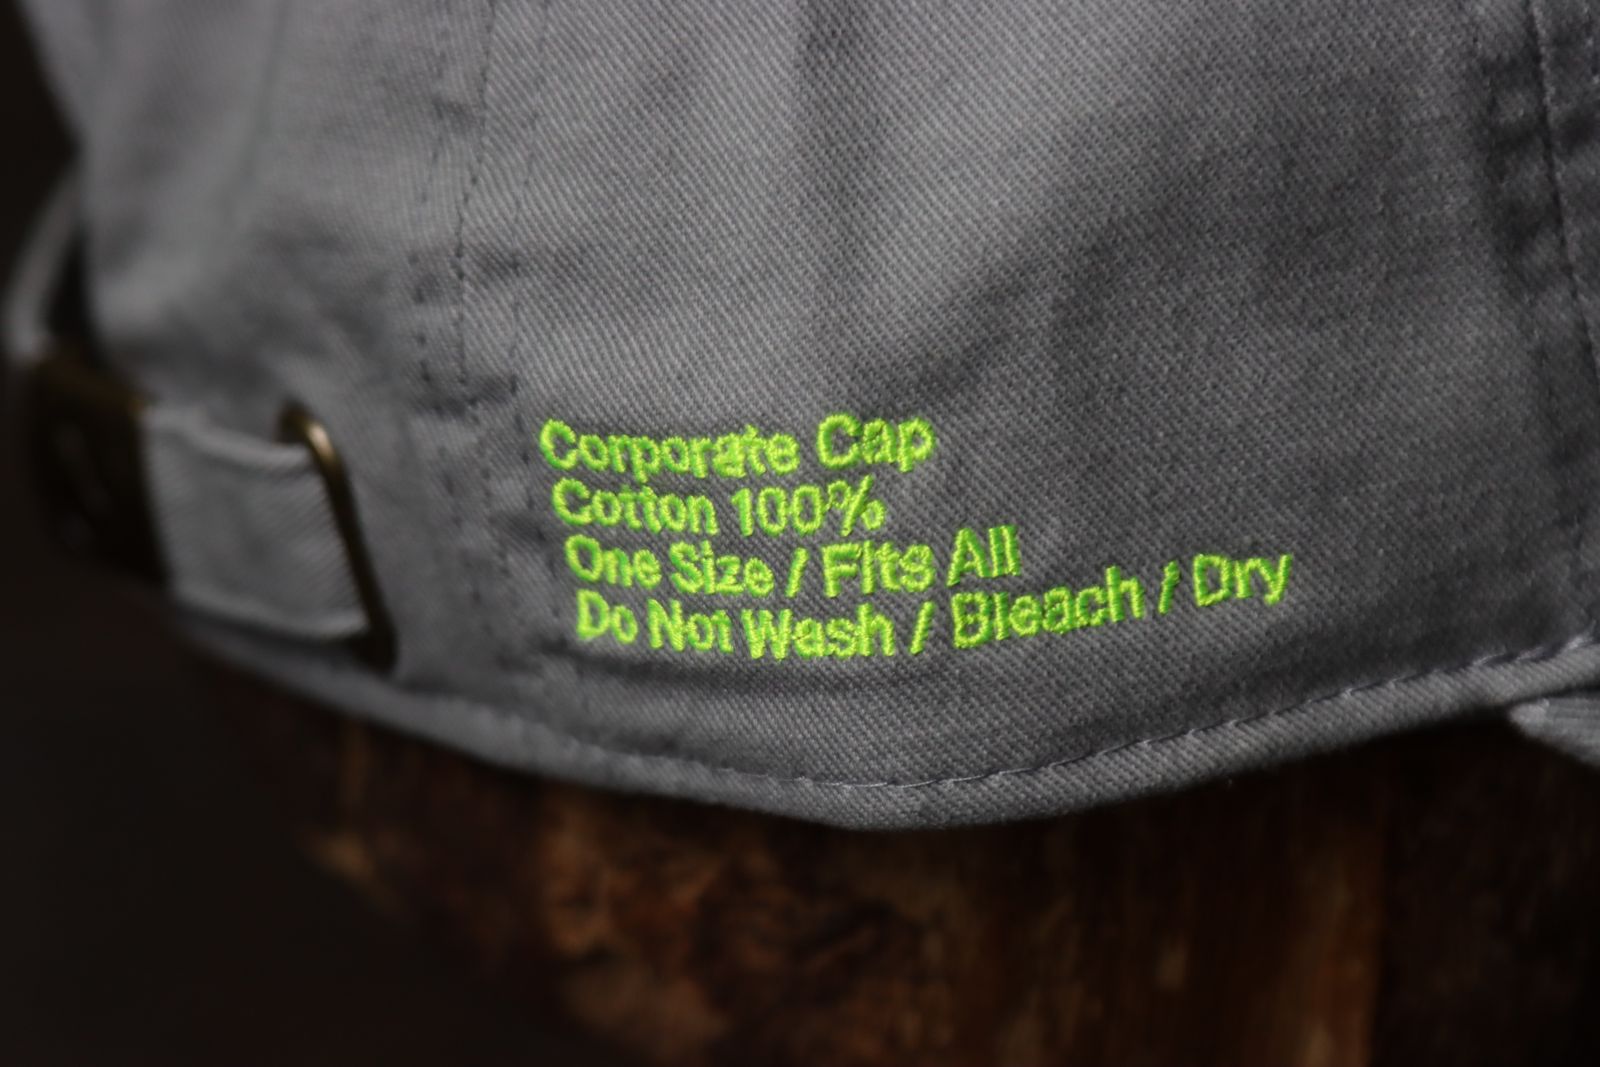 Corporate Cap
Cotton 100%
One Size / Fits All
Do Not Wash / Bleach / Dry